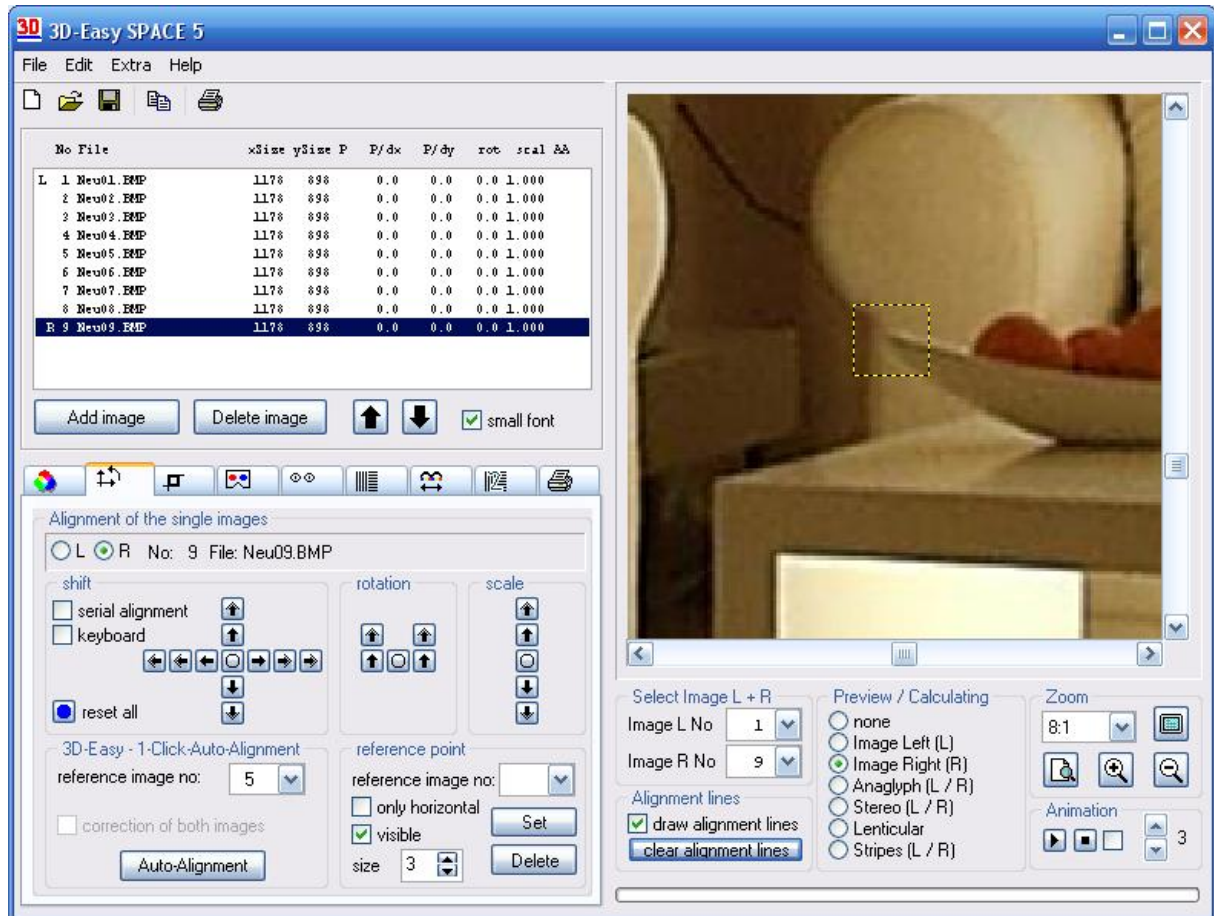 3D 3D-Easy SPACE 5
File Edit Extra Help
No File xSize ySize P P/dx P/dy rot scal AA
L 1 Neu01.BMP 1178 898 0.0 0.0 0.0 1.000
2 Neu02.BMP 1178 898 0.0 0.0 0.0 1.000
3 Neu03.BMP 1178 898 0.0 0.0 0.0 1.000
4 Neu04.BMP 1178 898 0.0 0.0 0.0 1.000
5 Neu05.BMP 1178 898 0.0 0.0 0.0 1.000
6 Neu06.BMP 1178 898 0.0 0.0 0.0 1.000
7 Neu07.BMP 1178 898 0.0 0.0 0.0 1.000
8 Neu08.BMP 1178 898 0.0 0.0 0.0 1.000
R 9 Neu09.BMP 1178 898 0.0 0.0 0.0 1.000
Add image Delete image small font
Alignment of the single images
L R No: 9 File: Neu09.BMP
shift rotation scale
serial alignment
keyboard
reset all
3D-Easy - 1-Click-Auto-Alignment
reference image no: 5
correction of both images
Auto-Alignment
reference point
reference image no:
only horizontal
visible Set
size 3 Delete
Select Image L + R
Image L No 1
Image R No 9
Alignment lines
draw alignment lines
clear alignment lines
Preview / Calculating
none
Image Left (L)
Image Right (R)
Anaglyph (L / R)
Stereo (L / R)
Lenticular
Stripes (L / R)
Zoom
8:1
Animation
3